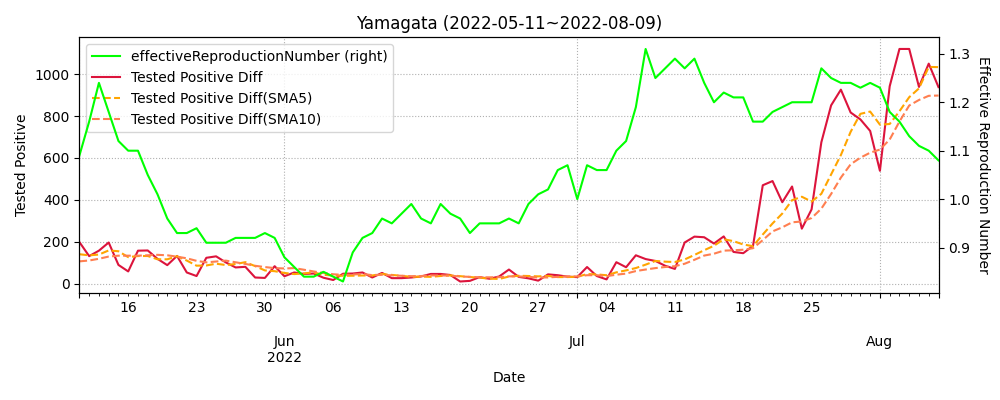 Yamagata (2022-05-11~2022-08-09)
effectiveReproductionNumber (right)
Tested Positive Diff
Tested Positive Diff(SMA5)
Tested Positive Diff(SMA10)
Tested Positive
1000
800
600
400
200
0
1.3
1.2
1.1
1.0
0.9
Effective Reproduction Number
16 23 30 06 13 20 27 04 11 18 25
Jun Jul Aug
2022
Date